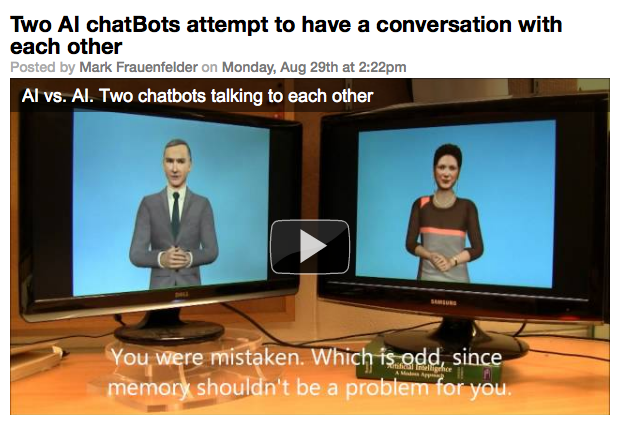 Two AI chatBots attempt to have a conversation with
each other
Posted by Mark Frauenfelder on Monday, Aug 29th at 2:22pm
AI vs. AI. Two chatbots talking to each other
DELL
SAMSUNG
Artificial Intelligence
A Modern Approach
You were mistaken. Which is odd, since
memory shouldn't be a problem for you.